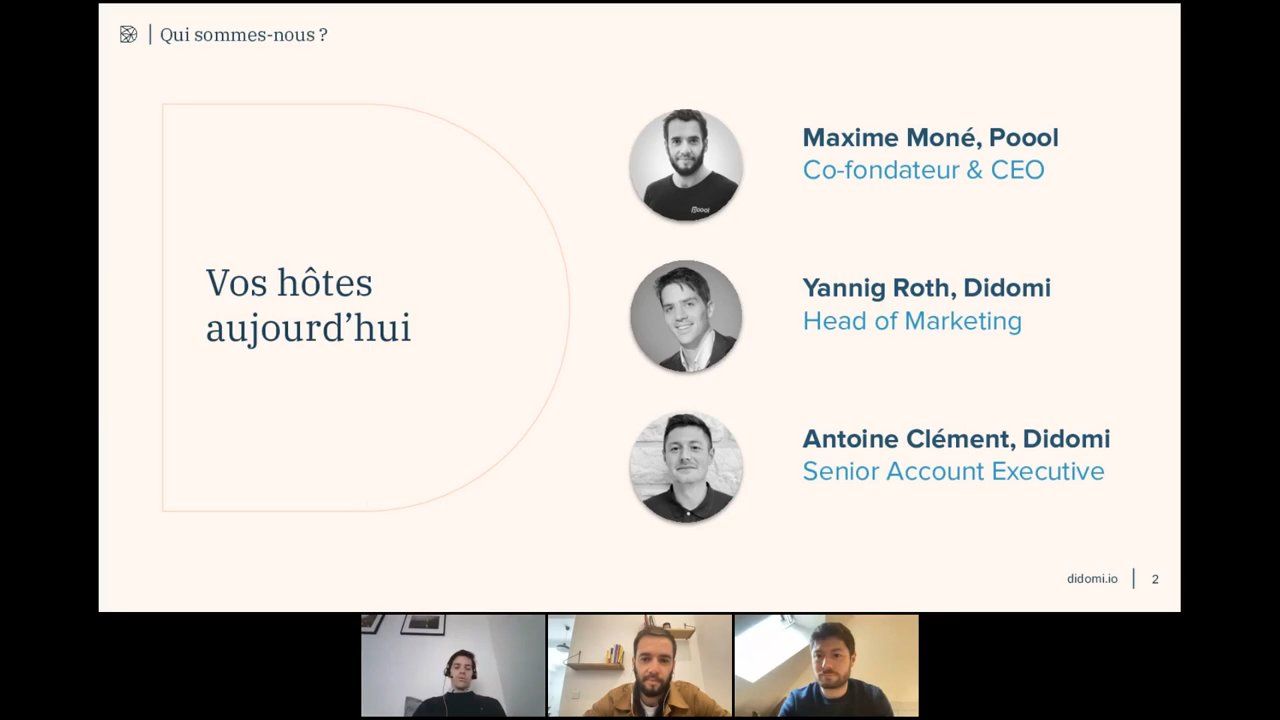 Qui sommes-nous ?
Vos hôtes
aujourd’hui
Maxime Moné, Poool
Co-fondateur & CEO
Yannig Roth, Didomi
Head of Marketing
Antoine Clément, Didomi
Senior Account Executive
didomi.io
2